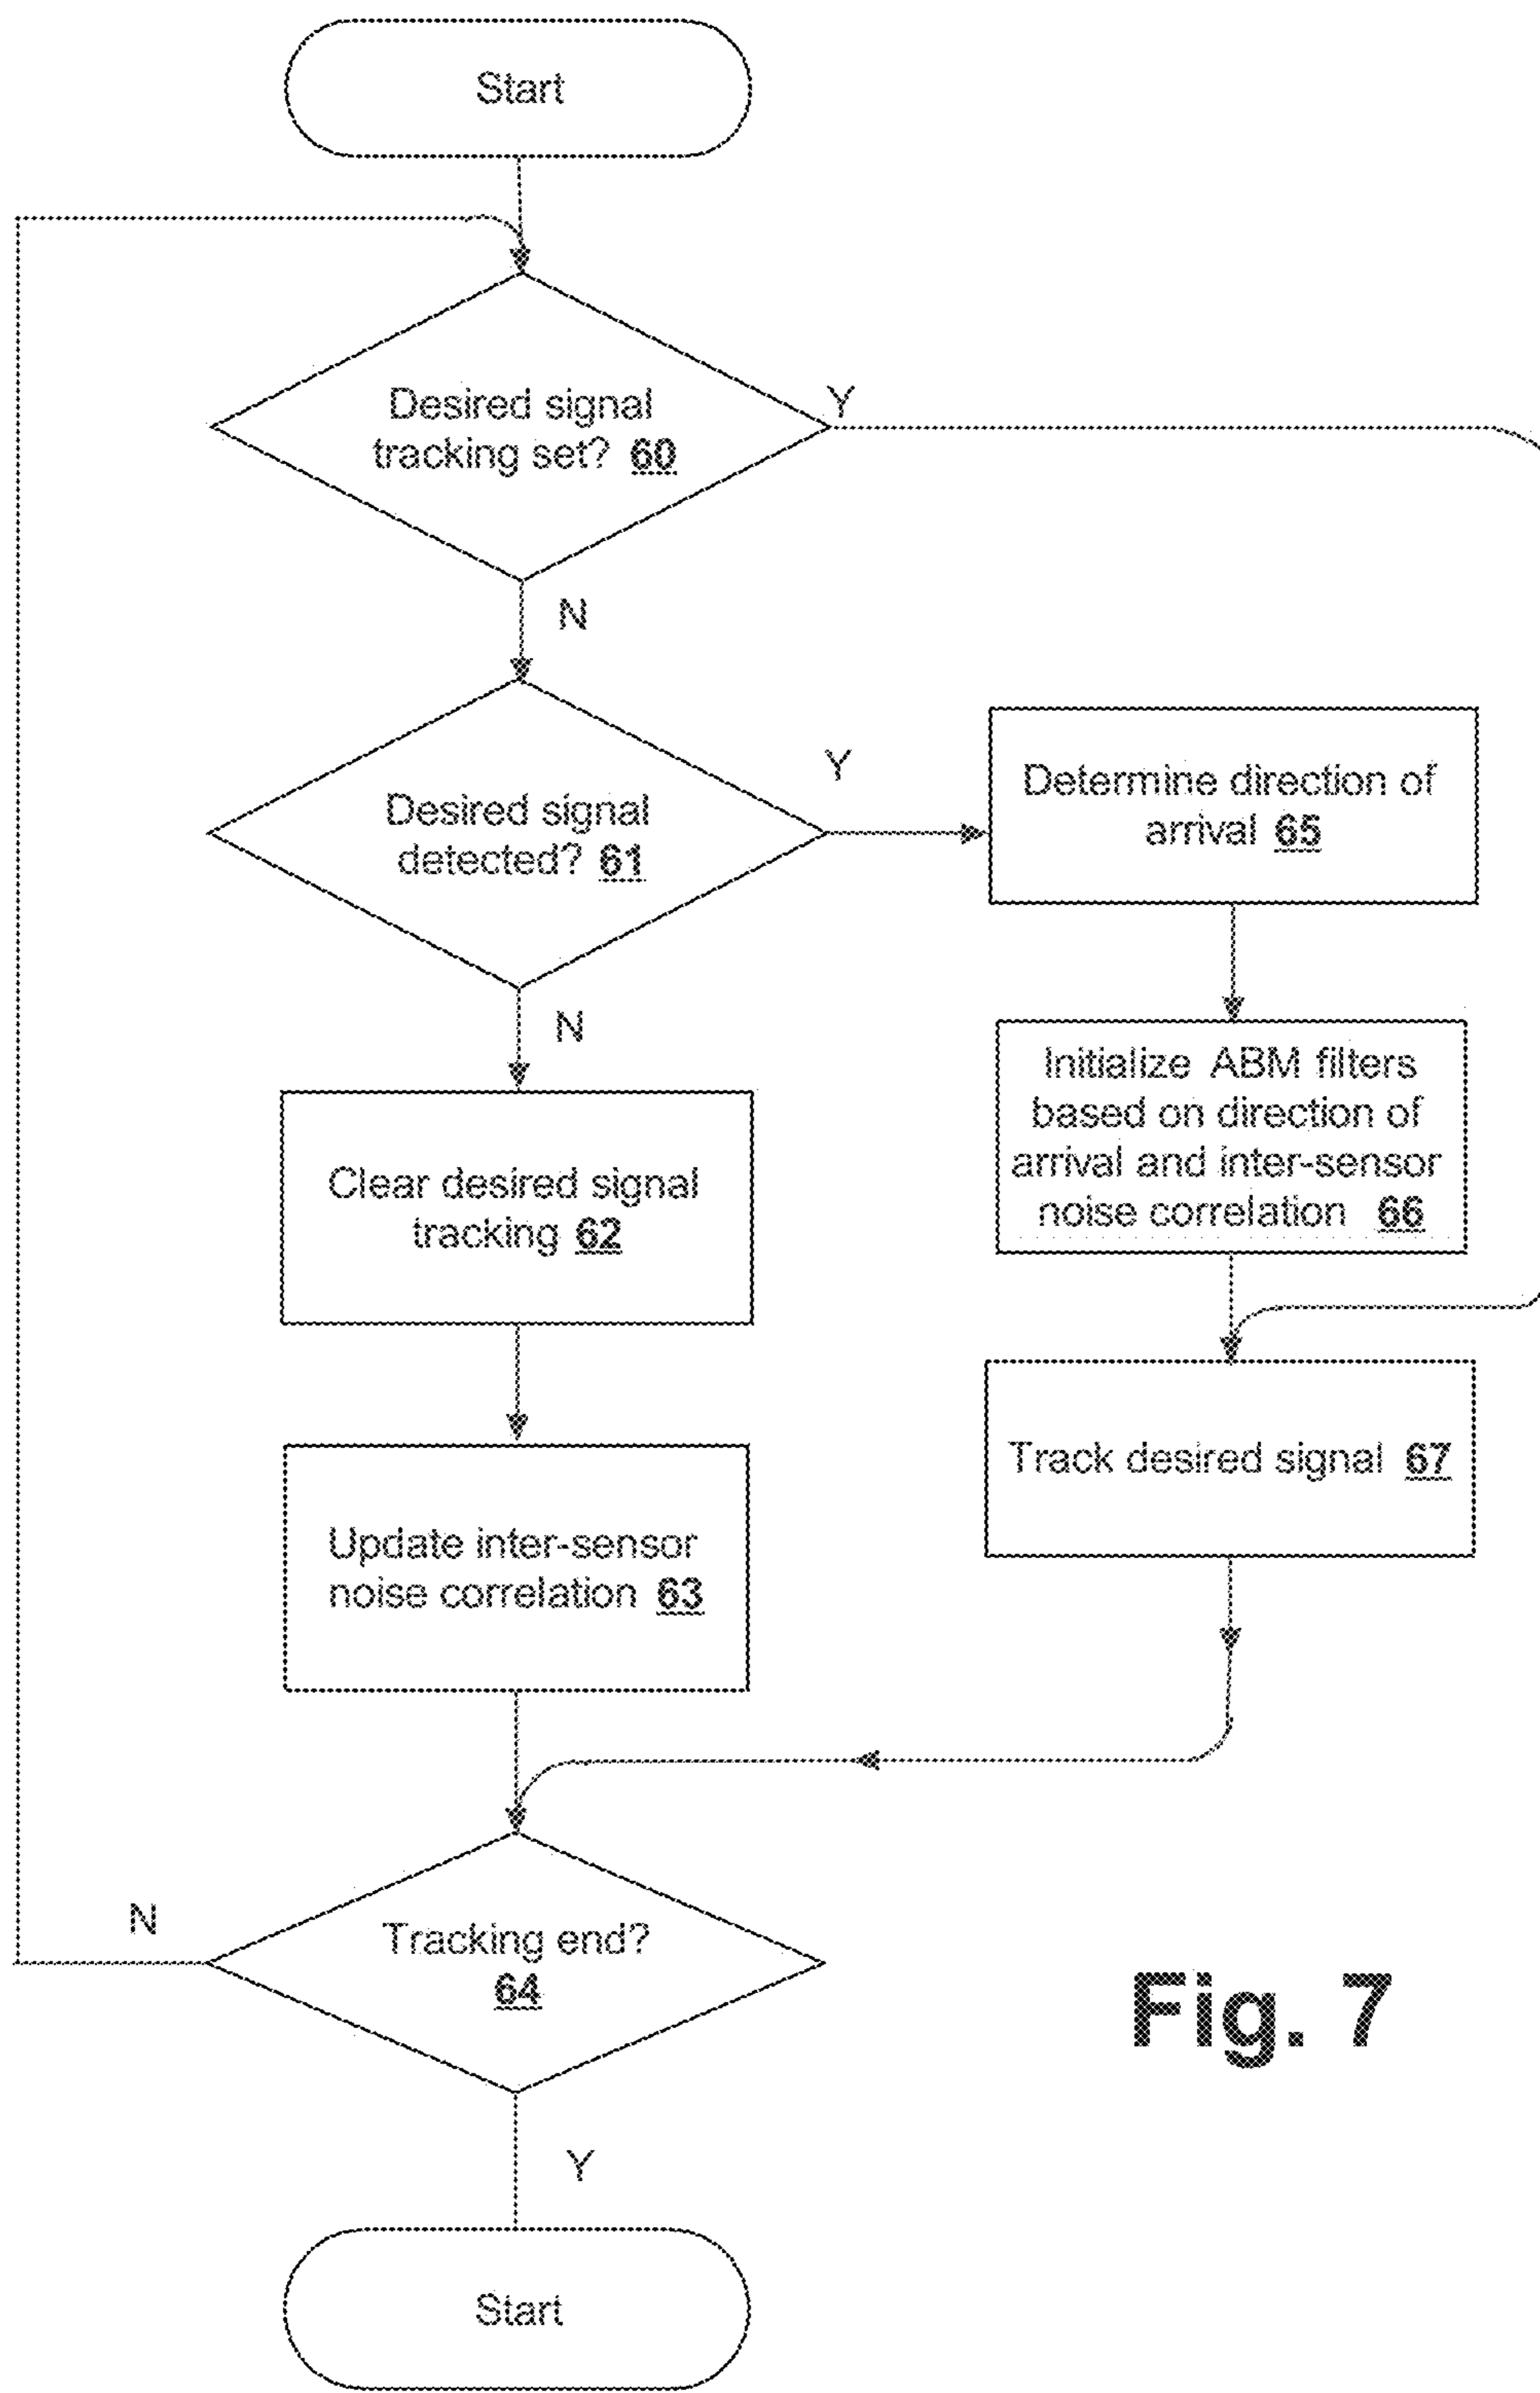 Start
Desired signal
tracking set? 60
Y
N
Desired signal
detected? 61
Y
Determine direction of
arrival 65
N
Initialize ABM filters
based on direction of
arrival and inter-sensor
noise correlation 66
Clear desired signal
tracking 62
Track desired signal 67
Update inter-sensor
noise correlation 63
N
Tracking end?
64
Fig. 7
Y
Start